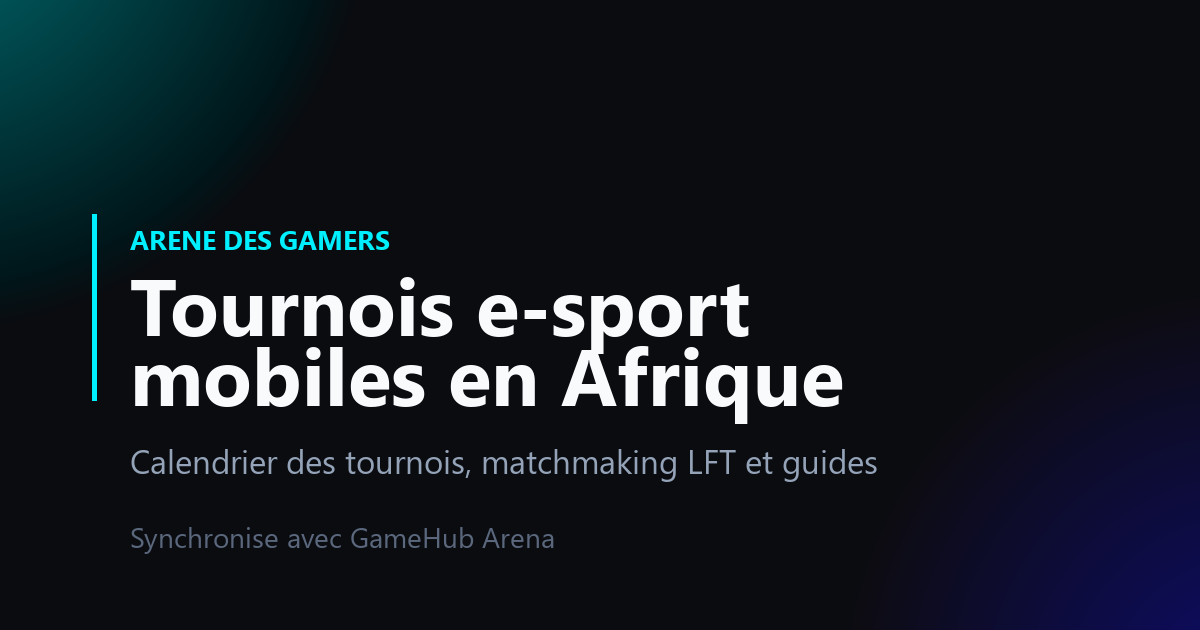 ARENE DES GAMERS
Tournois e-sport
mobiles en Afrique
Calendrier des tournois, matchmaking LFT et guides
Synchronise avec GameHub Arena